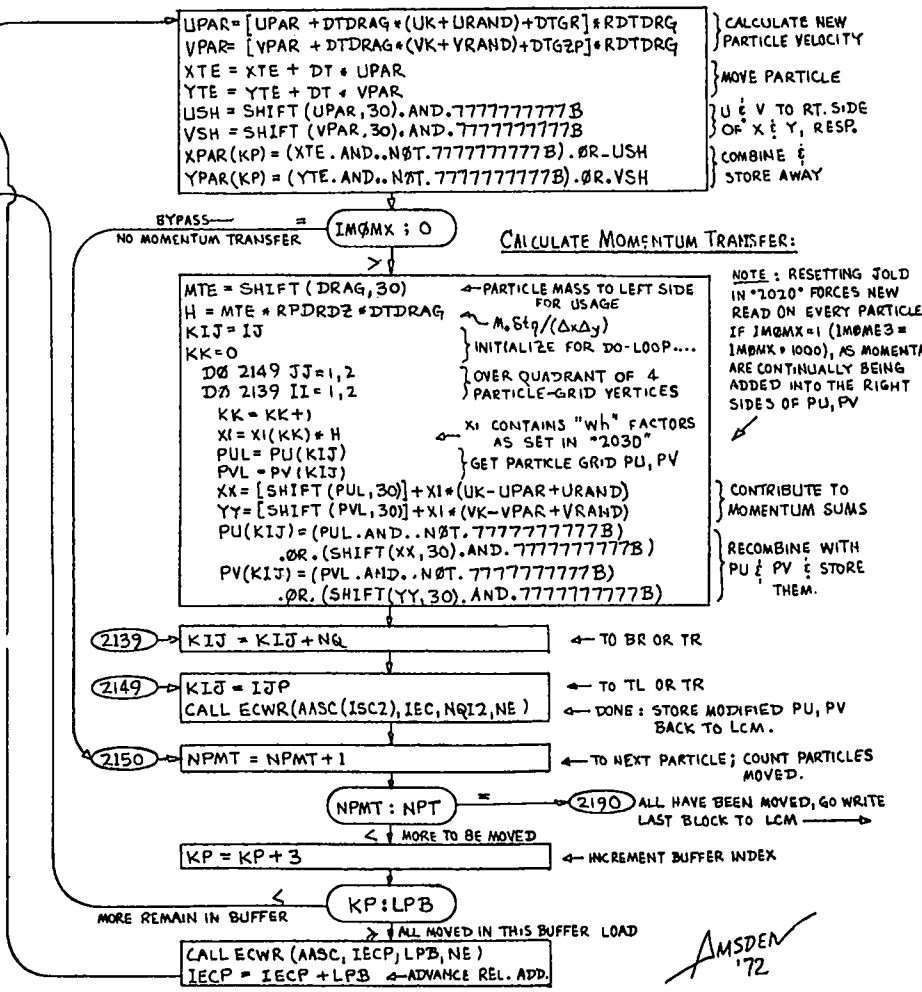 UPAR=[UPAR +DTDRAG*(UK+URAND)+DTGR]*RDTDRG
VPAR= [VPAR +DTDRAG*(VK+VRAND)+DTGZP]*RDTDRG
CALCULATE NEW
PARTICLE VELOCITY
XTE = XTE + DT * UPAR
YTE = YTE + DT * VPAR
MOVE PARTICLE
USH = SHIFT (UPAR,30).AND.7777777777B
VSH = SHIFT (VPAR,30).AND.7777777777B
U & V TO RT. SIDE
OF X & Y, RESP.
XPAR(KP) = (XTE.AND..NØT.7777777777B).ØR.USH
YPAR(KP) = (YTE.AND..NØT.7777777777B).ØR.VSH
COMBINE &
STORE AWAY
BYPASS— =
NO MOMENTUM TRANSFER
IMØMX : 0
>
CALCULATE MOMENTUM TRANSFER:
MTE = SHIFT (DRAG,30) ←PARTICLE MASS TO LEFT SIDE
FOR USAGE
H = MTE * RPDRDZ *DTDRAG
M₀δtq/(ΔxΔy)
KIJ = IJ
KK=0
INITIALIZE FOR DO-LOOP....
DØ 2149 JJ=1,2
DØ 2139 II=1,2
OVER QUADRANT OF 4
PARTICLE-GRID VERTICES
KK = KK+1
X1 = X1(KK)* H
← X1 CONTAINS "Wh" FACTORS
AS SET IN "2030"
PUL = PU(KIJ)
PVL = PV(KIJ)
GET PARTICLE GRID PU, PV
XX = [SHIFT (PUL,30)]+X1*(UK-UPAR+URAND)
YY= [SHIFT (PVL,30)]+X1*(VK-VPAR+VRAND)
CONTRIBUTE TO
MOMENTUM SUMS
PU(KIJ)=(PUL.AND..NØT.7777777777B)
.ØR.(SHIFT(XX,30).AND.7777777777B)
PV(KIJ)=(PVL.AND..NØT.7777777777B)
.ØR.(SHIFT(YY,30).AND.7777777777B)
RECOMBINE WITH
PU & PV & STORE
THEM.
NOTE : RESETTING JOLD
IN "2020" FORCES NEW
READ ON EVERY PARTICLE
IF IMØMX=1 (IMØME3=
IMØMX * 1000), AS MOMENTA
ARE CONTINUALLY BEING
ADDED INTO THE RIGHT
SIDES OF PU, PV
2139 KIJ = KIJ+NQ ← TO BR OR TR
2149 KIJ = IJP ← TO TL OR TR
CALL ECWR(AASC(ISC2),IEC,NQI2,NE) ← DONE : STORE MODIFIED PU, PV
BACK TO LCM.
2150 NPMT = NPMT+1 ← TO NEXT PARTICLE; COUNT PARTICLES
MOVED.
NPMT : NPT = 2190 ALL HAVE BEEN MOVED, GO WRITE
LAST BLOCK TO LCM →
< MORE TO BE MOVED
KP = KP+3 ← INCREMENT BUFFER INDEX
MORE REMAIN IN BUFFER < KP:LPB
≥ ALL MOVED IN THIS BUFFER LOAD
CALL ECWR (AASC, IECP, LPB, NE)
IECP = IECP +LPB ←ADVANCE REL. ADD.
AMSDEN
'72